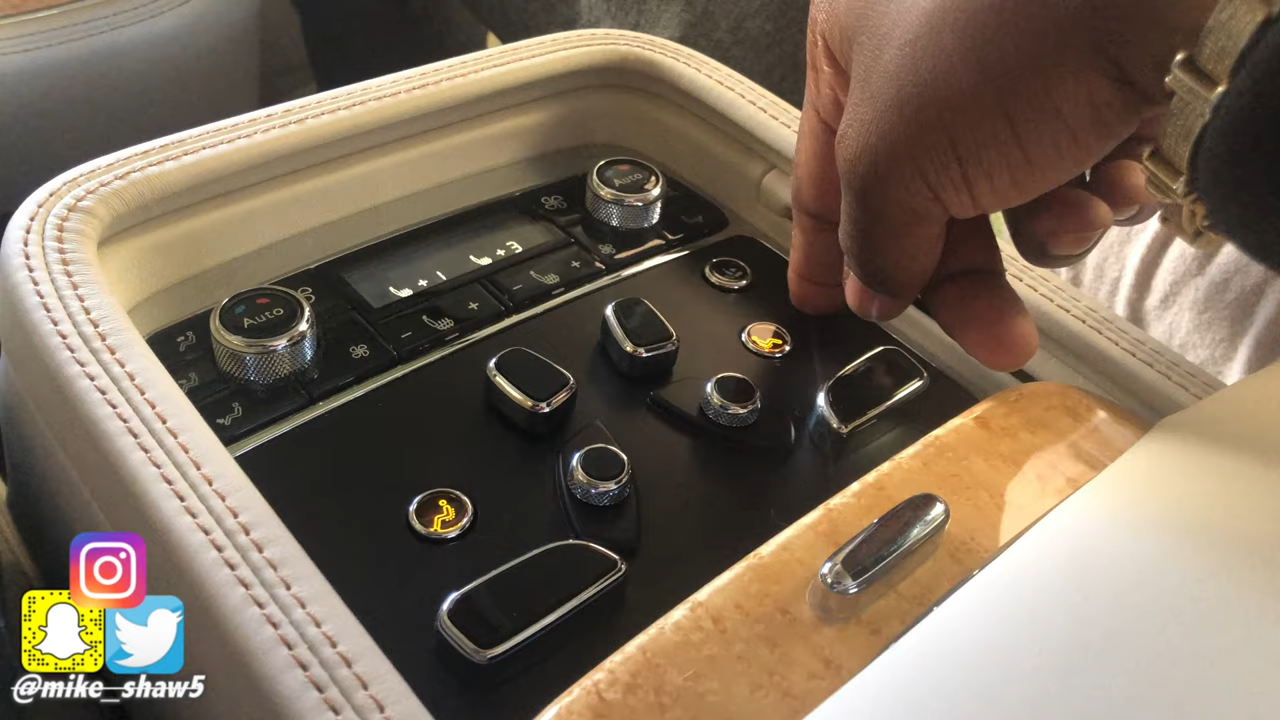 Auto
+ 3
+ 1
Auto
- +
- +
@mike_shaw5